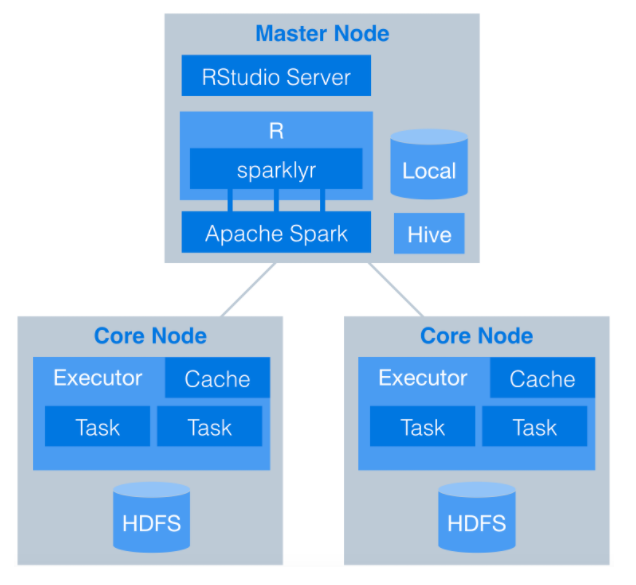 Master Node
RStudio Server
R
sparklyr
Local
Apache Spark
Hive
Core Node
Executor
Cache
Task
Task
HDFS
Core Node
Executor
Cache
Task
Task
HDFS